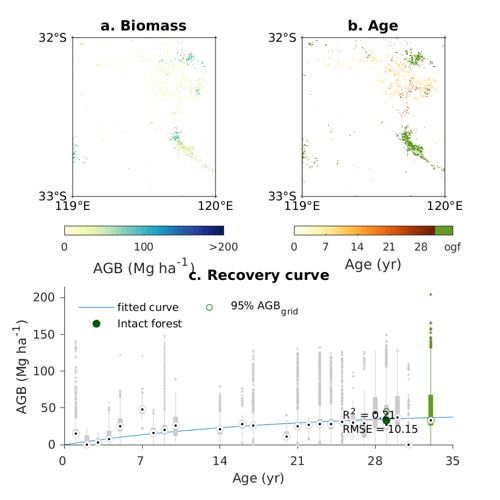 a. Biomass
b. Age
32°S
33°S
119°E
120°E
32°S
33°S
119°E
120°E
0
100
>200
AGB (Mg ha⁻¹)
0
7
14
21
28
ogf
Age (yr)
c. Recovery curve
200
150
100
50
0
AGB (Mg ha⁻¹)
fitted curve
95% AGB_grid
Intact forest
R² = 0.21
RMSE = 10.15
0
7
14
21
28
35
Age (yr)